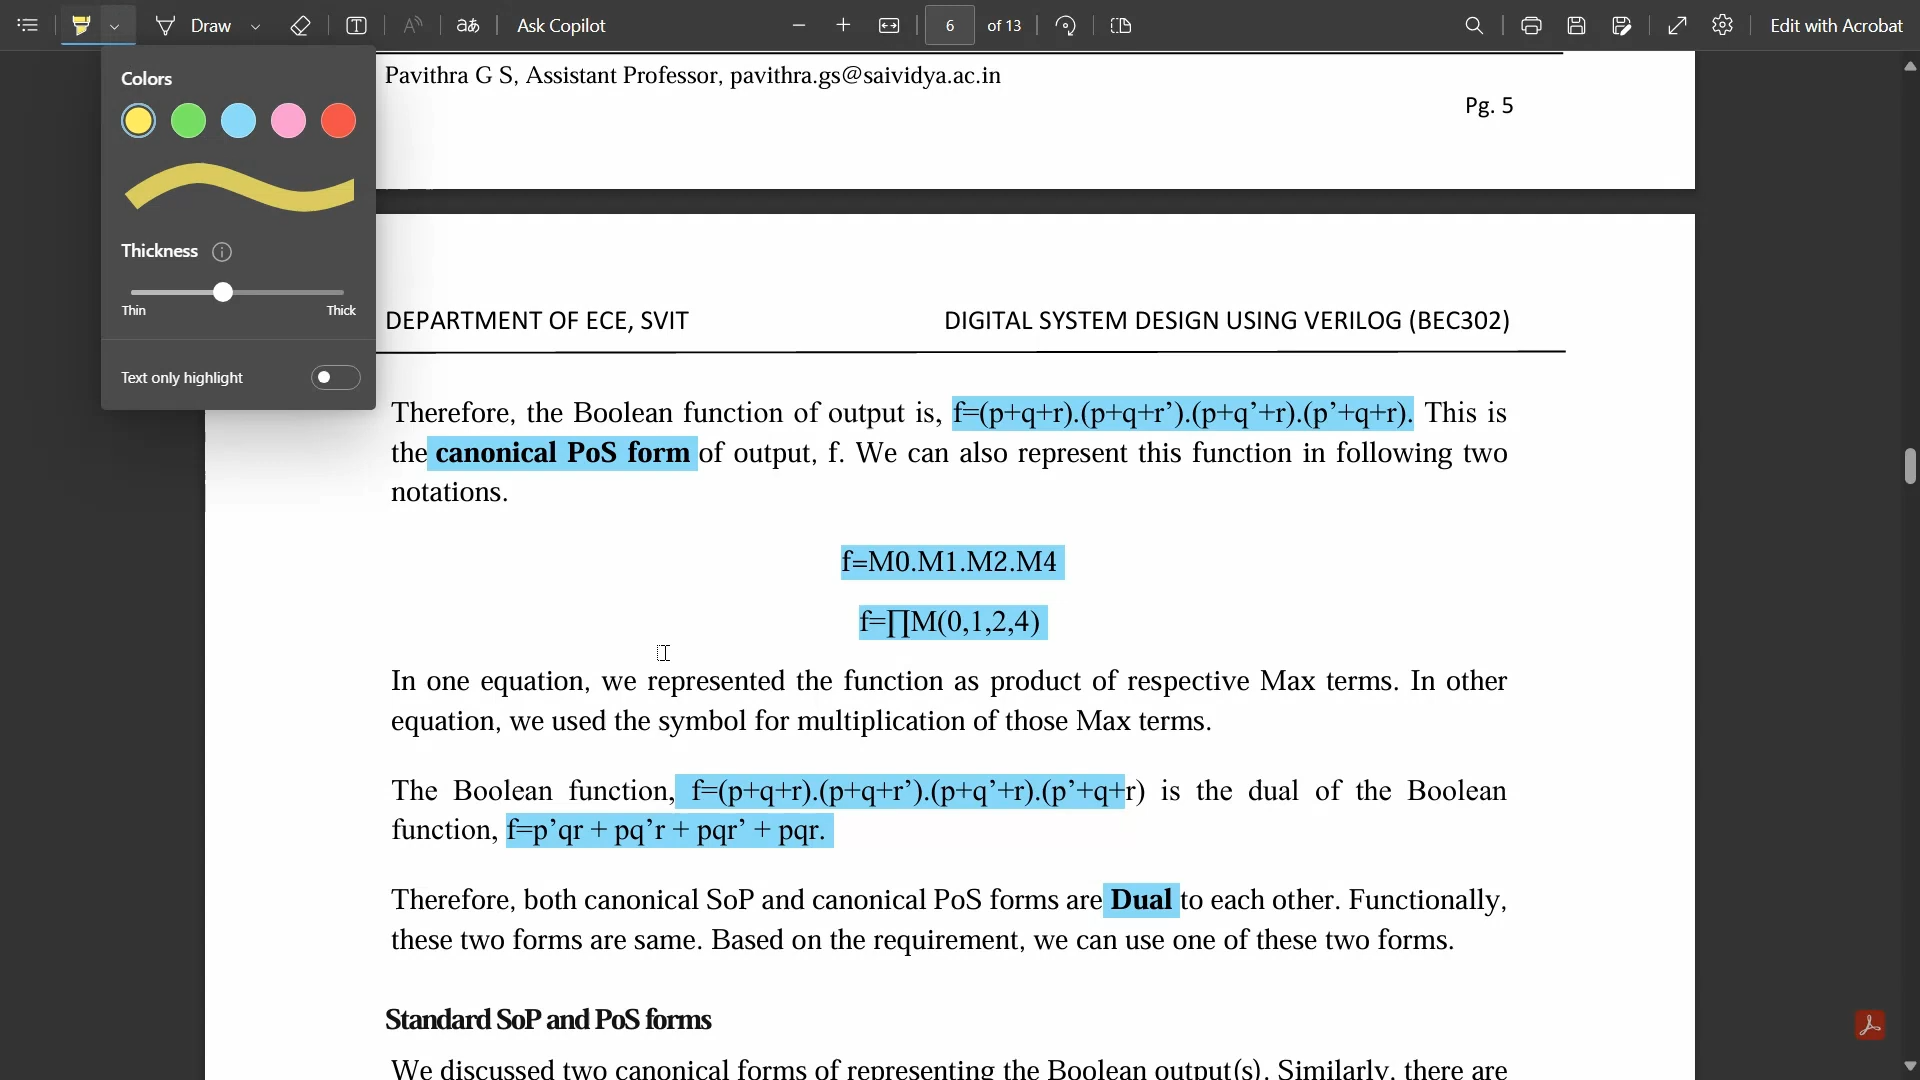 Draw
aあ
Ask Copilot
6
of 13
Edit with Acrobat
Colors
Thickness
Thin
Thick
Text only highlight
Pavithra G S, Assistant Professor, pavithra.gs@saividya.ac.in
Pg. 5
DEPARTMENT OF ECE, SVIT
DIGITAL SYSTEM DESIGN USING VERILOG (BEC302)
Therefore, the Boolean function of output is, f=(p+q+r).(p+q+r’).(p+q’+r).(p’+q+r). This is
the canonical PoS form of output, f. We can also represent this function in following two
notations.
f=M0.M1.M2.M4
f=∏M(0,1,2,4)
In one equation, we represented the function as product of respective Max terms. In other
equation, we used the symbol for multiplication of those Max terms.
The Boolean function, f=(p+q+r).(p+q+r’).(p+q’+r).(p’+q+r) is the dual of the Boolean
function, f=p’qr + pq’r + pqr’ + pqr.
Therefore, both canonical SoP and canonical PoS forms are Dual to each other. Functionally,
these two forms are same. Based on the requirement, we can use one of these two forms.
Standard SoP and PoS forms
We discussed two canonical forms of representing the Boolean output(s). Similarly, there are